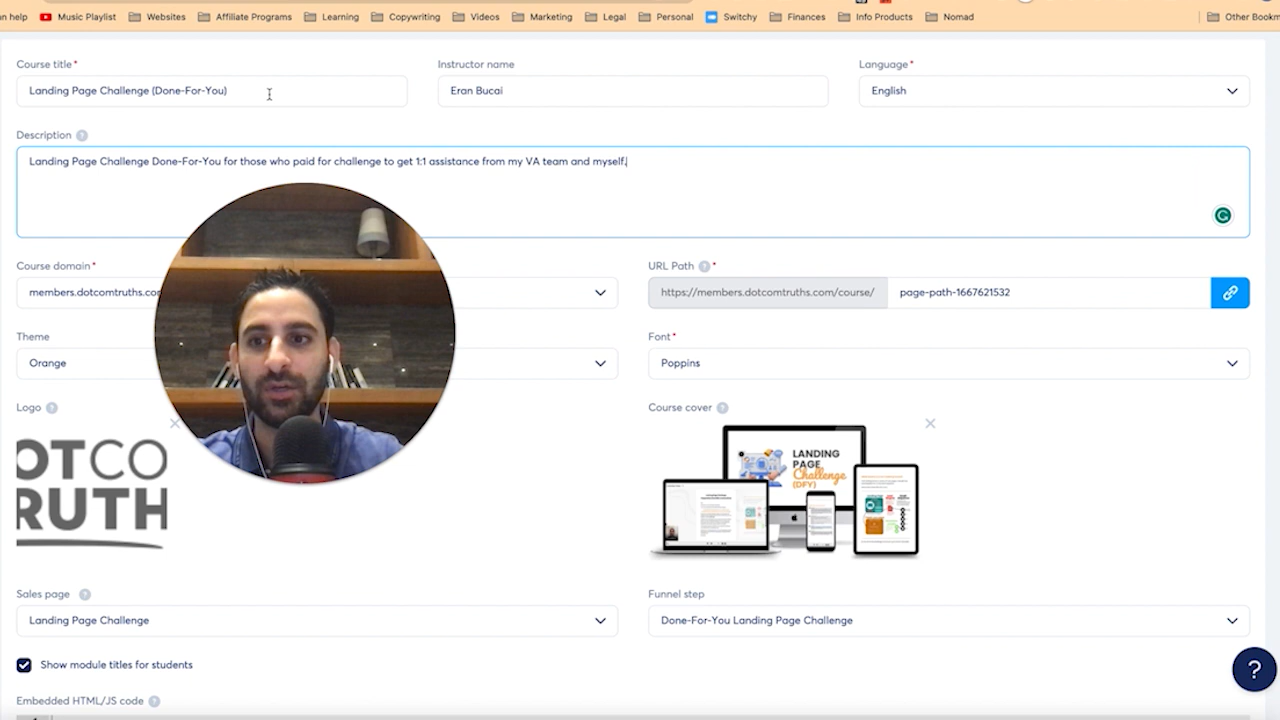 n help
Music Playlist
Websites
Affiliate Programs
Learning
Copywriting
Videos
Marketing
Legal
Personal
Switchy
Finances
Info Products
Nomad
Other Bookm
Course title*
Instructor name
Language*
Landing Page Challenge (Done-For-You)
Eran Bucai
English
Description ?
Landing Page Challenge Done-For-You for those who paid for challenge to get 1:1 assistance from my VA team and myself.
Course domain*
URL Path ? *
members.dotcomtruths.co
https://members.dotcomtruths.com/course/
page-path-1667621532
Theme
Font*
Orange
Poppins
Logo ?
Course cover ?
OTCO
RUTH
LANDING
PAGE
Challenge
(DFY)
Sales page ?
Funnel step
Landing Page Challenge
Done-For-You Landing Page Challenge
Show module titles for students
?
Embedded HTML/JS code ?